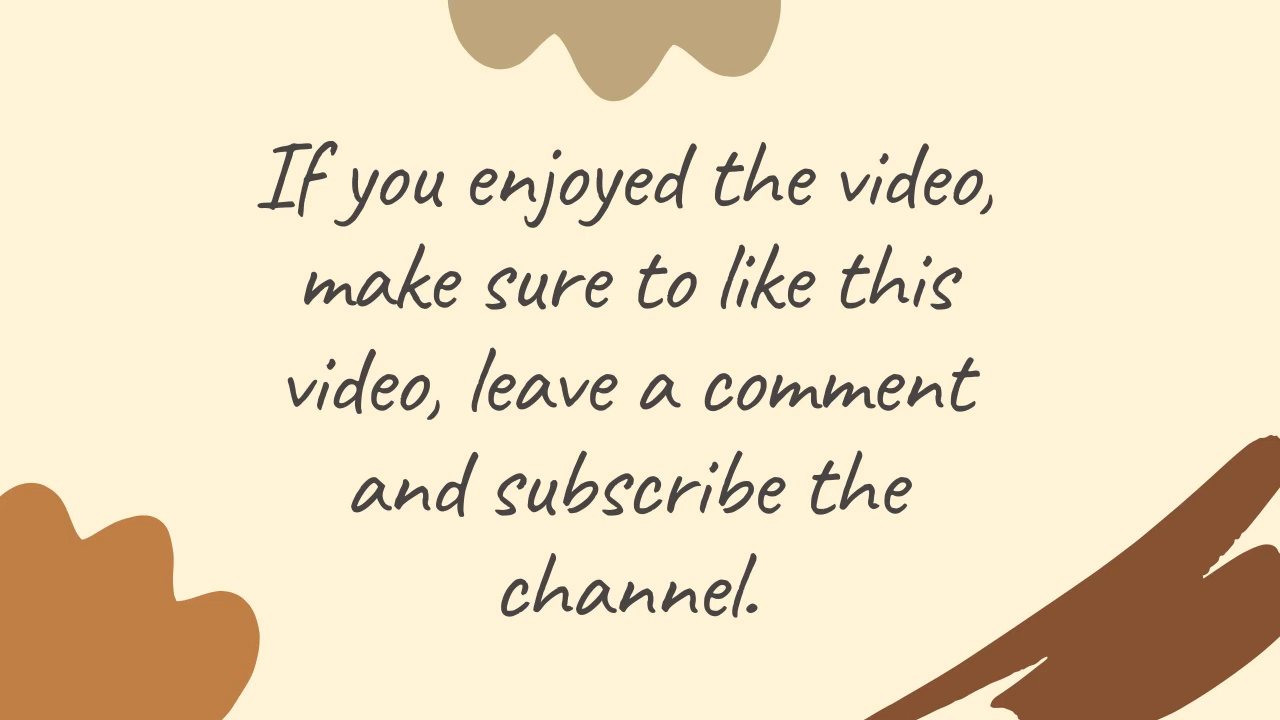 If you enjoyed the video,
make sure to like this
video, leave a comment
and subscribe the
channel.